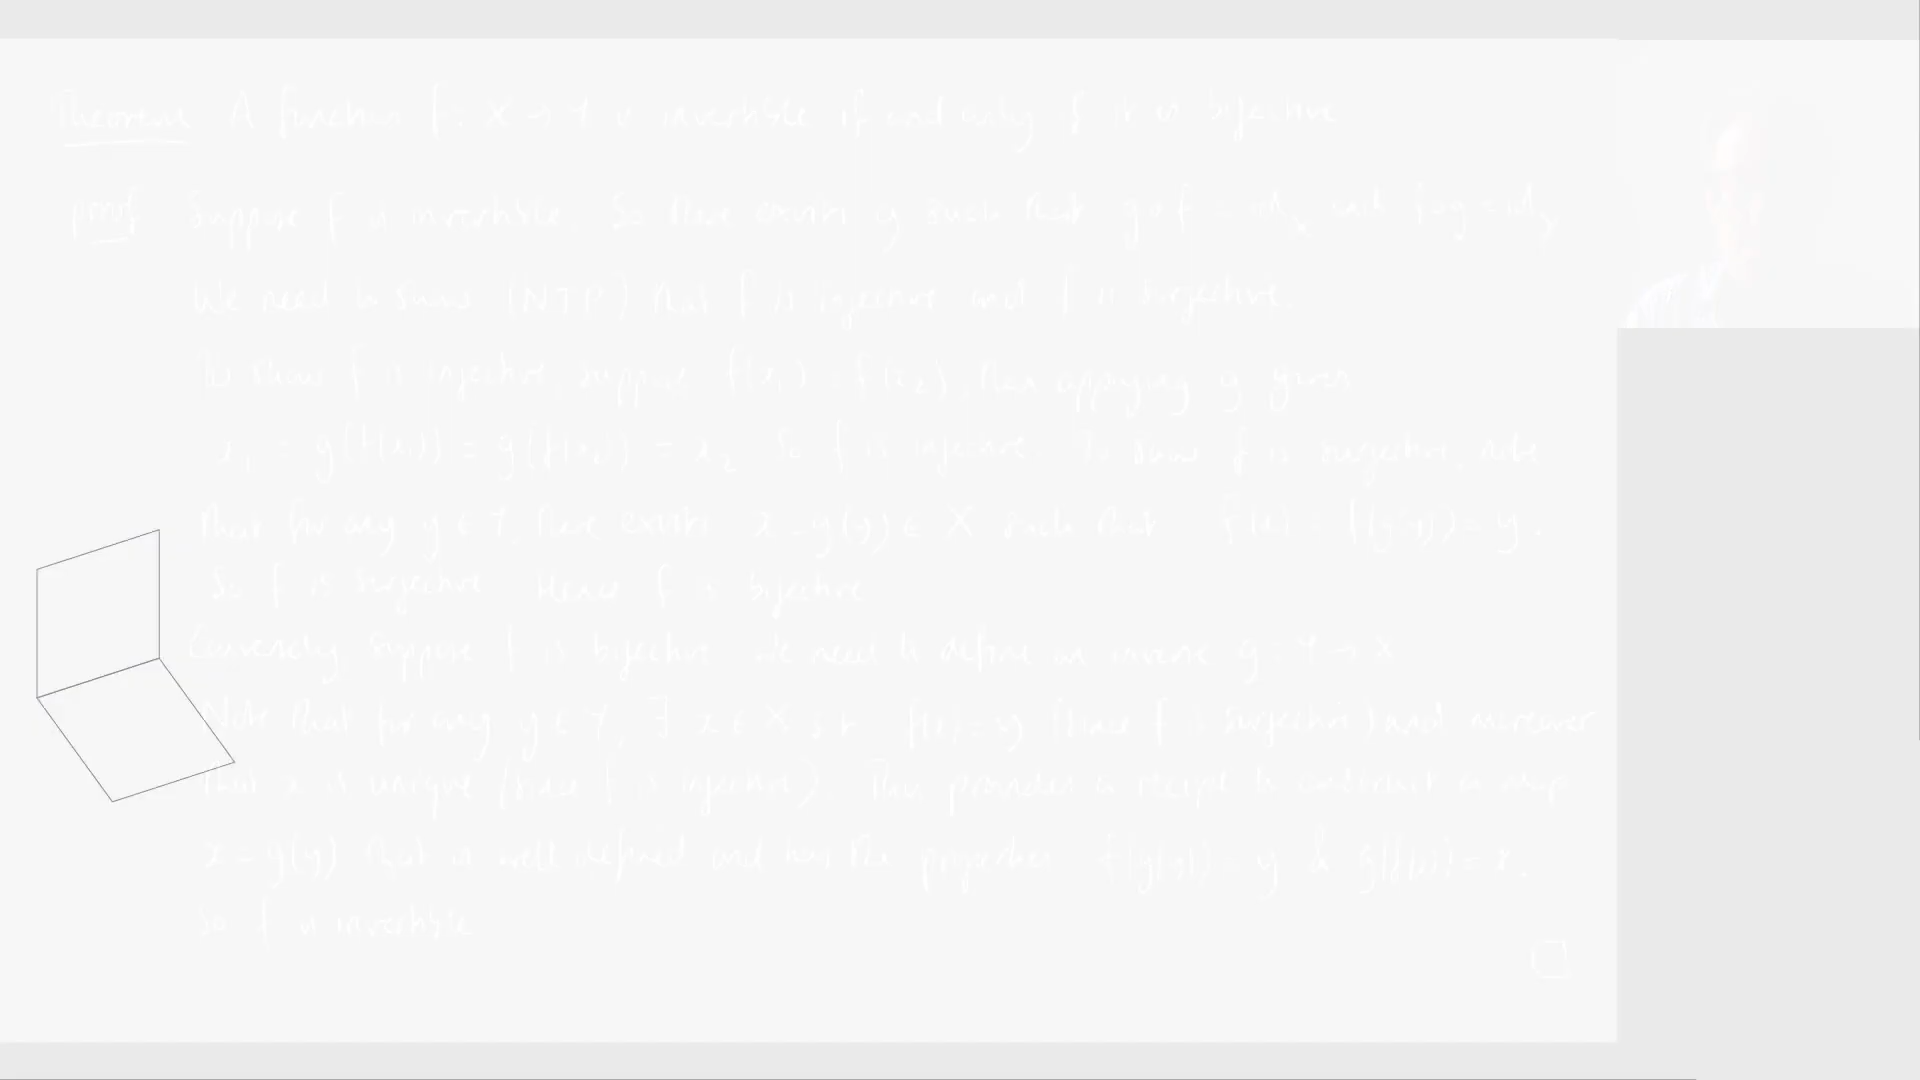 Theorem A function f: X → Y is invertible if and only if it is bijective
proof Suppose f is invertible. So there exists g such that g∘f = id_X and f∘g = id_Y
We need to show (NTP) that f is injective and f is surjective.
To show f is injective, suppose f(x₁) = f(x₂), then applying g gives
x₁ = g(f(x₁)) = g(f(x₂)) = x₂ So f is injective. To show f is surjective, note
that for any y ∈ Y, there exists x = g(y) ∈ X such that f(x) = f(g(y)) = y.
So f is surjective Hence f is bijective
Conversely, suppose f is bijective We need to define an inverse g: Y → X
Note that for any y ∈ Y, ∃ x ∈ X s.t. f(x) = y (since f is surjective) and moreover
that x is unique (since f is injective). This provides a recipe to construct a map
x = g(y) that is well defined and has the properties f(g(y)) = y & g(f(x)) = x.
So f is invertible